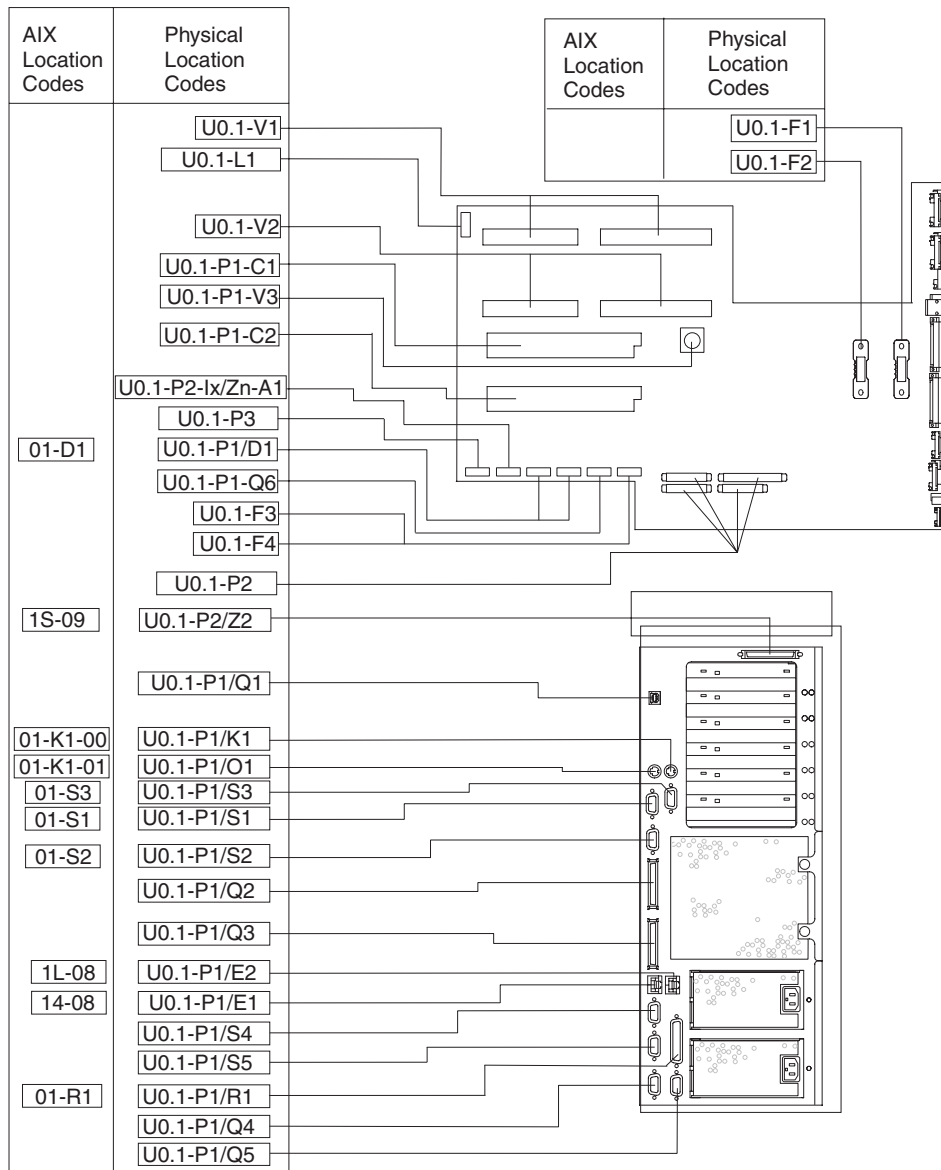 AIX Location Codes
Physical Location Codes
AIX Location Codes
Physical Location Codes
U0.1-F1
U0.1-F2
U0.1-V1
U0.1-L1
U0.1-V2
U0.1-P1-C1
U0.1-P1-V3
U0.1-P1-C2
U0.1-P2-Ix/Zn-A1
U0.1-P3
01-D1 U0.1-P1/D1
U0.1-P1-Q6
U0.1-F3
U0.1-F4
U0.1-P2
1S-09 U0.1-P2/Z2
U0.1-P1/Q1
01-K1-00 U0.1-P1/K1
01-K1-01 U0.1-P1/O1
01-S3 U0.1-P1/S3
01-S1 U0.1-P1/S1
01-S2 U0.1-P1/S2
U0.1-P1/Q2
U0.1-P1/Q3
1L-08 U0.1-P1/E2
14-08 U0.1-P1/E1
U0.1-P1/S4
U0.1-P1/S5
01-R1 U0.1-P1/R1
U0.1-P1/Q4
U0.1-P1/Q5